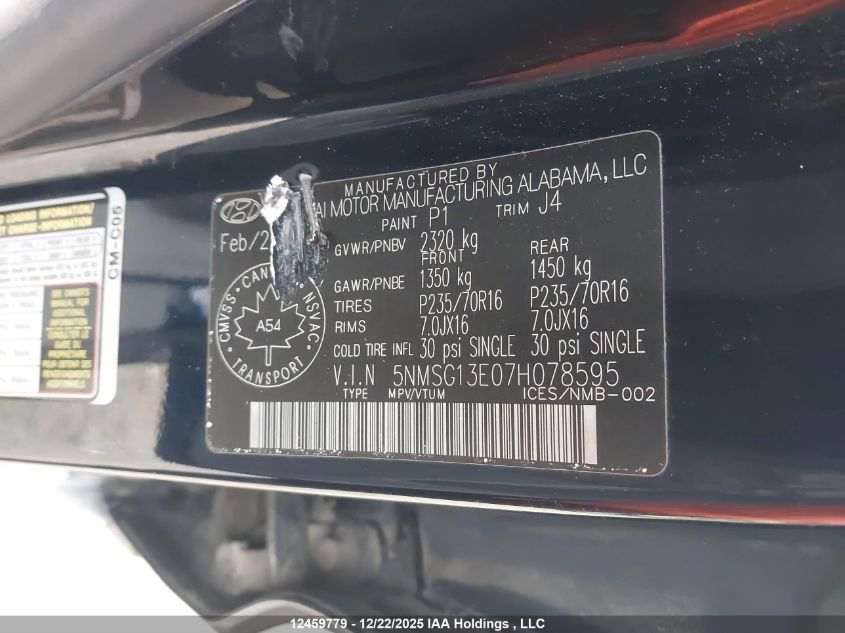 MANUFACTURED BY
AI MOTOR MANUFACTURING ALABAMA, LLC
PAINT P1 TRIM J4
Feb/2
GVWR/PNBV 2320 kg
FRONT REAR
GAWR/PNBE 1350 kg 1450 kg
TIRES P235/70R16 P235/70R16
RIMS 7.0JX16 7.0JX16
COLD TIRE INFL 30 psi SINGLE 30 psi SINGLE
V.I.N 5NMSG13E07H078595
TYPE MPV/VTUM ICES/NMB-002
CMVSS · CAN NSVAC ·
A54
TRANSPORT
CM-C05
12459779 - 12/22/2025 IAA Holdings , LLC